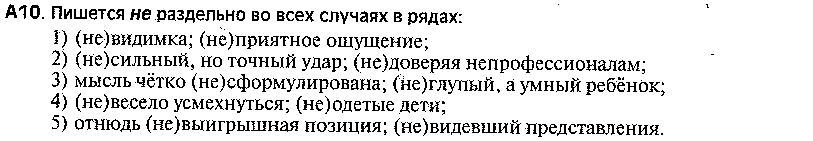 А10. Пишется не раздельно во всех случаях в рядах:
1) (не)видимка; (не)приятное ощущение;
2) (не)сильный, но точный удар; (не)доверяя непрофессионалам;
3) мысль чётко (не)сформулирована; (не)глупый, а умный ребёнок;
4) (не)весело усмехнуться; (не)одетые дети;
5) отнюдь (не)выигрышная позиция; (не)видевший представления.